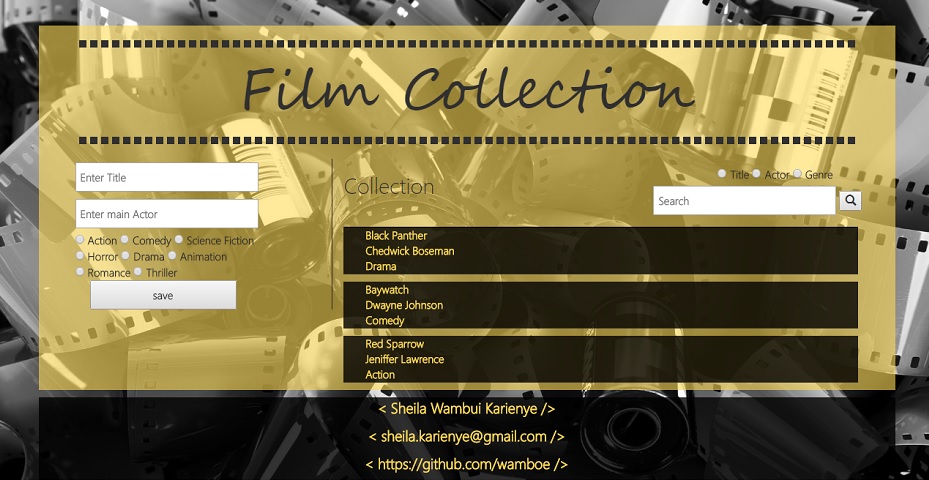 Film Collection
Enter Title
Enter main Actor
Action Comedy Science Fiction
Horror Drama Animation
Romance Thriller
save
Collection
Title Actor Genre
Search
Black Panther
Chedwick Boseman
Drama
Baywatch
Dwayne Johnson
Comedy
Red Sparrow
Jeniffer Lawrence
Action
< Sheila Wambui Karienye />
< sheila.karienye@gmail.com />
< https://github.com/wamboe />